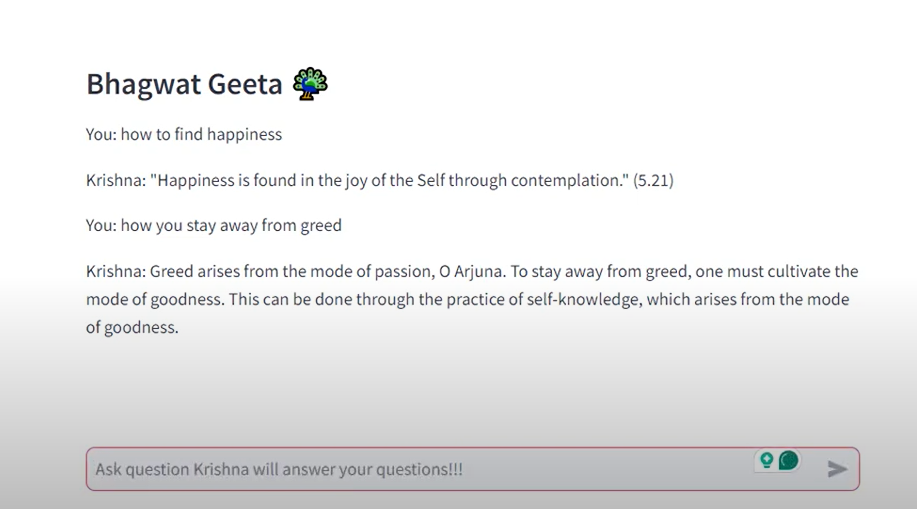 Bhagwat Geeta
You: how to find happiness
Krishna: "Happiness is found in the joy of the Self through contemplation." (5.21)
You: how you stay away from greed
Krishna: Greed arises from the mode of passion, O Arjuna. To stay away from greed, one must cultivate the
mode of goodness. This can be done through the practice of self-knowledge, which arises from the mode
of goodness.
Ask question Krishna will answer your questions!!!